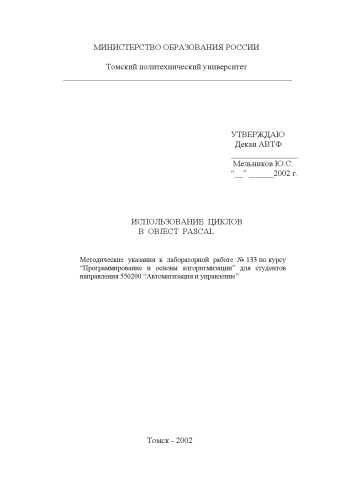 МИНИСТЕРСТВО ОБРАЗОВАНИЯ РОССИИ
Томский политехнический университет
УТВЕРЖДАЮ
Декан АВТФ
Мельников Ю.С.
“__” ______2002 г.
ИСПОЛЬЗОВАНИЕ ЦИКЛОВ
В OBJECT PASCAL
Методические указания к лабораторной работе № 133 по курсу
“Программирование и основы алгоритмизации” для студентов
направления 550200 “Автоматизация и управление”
Томск - 2002